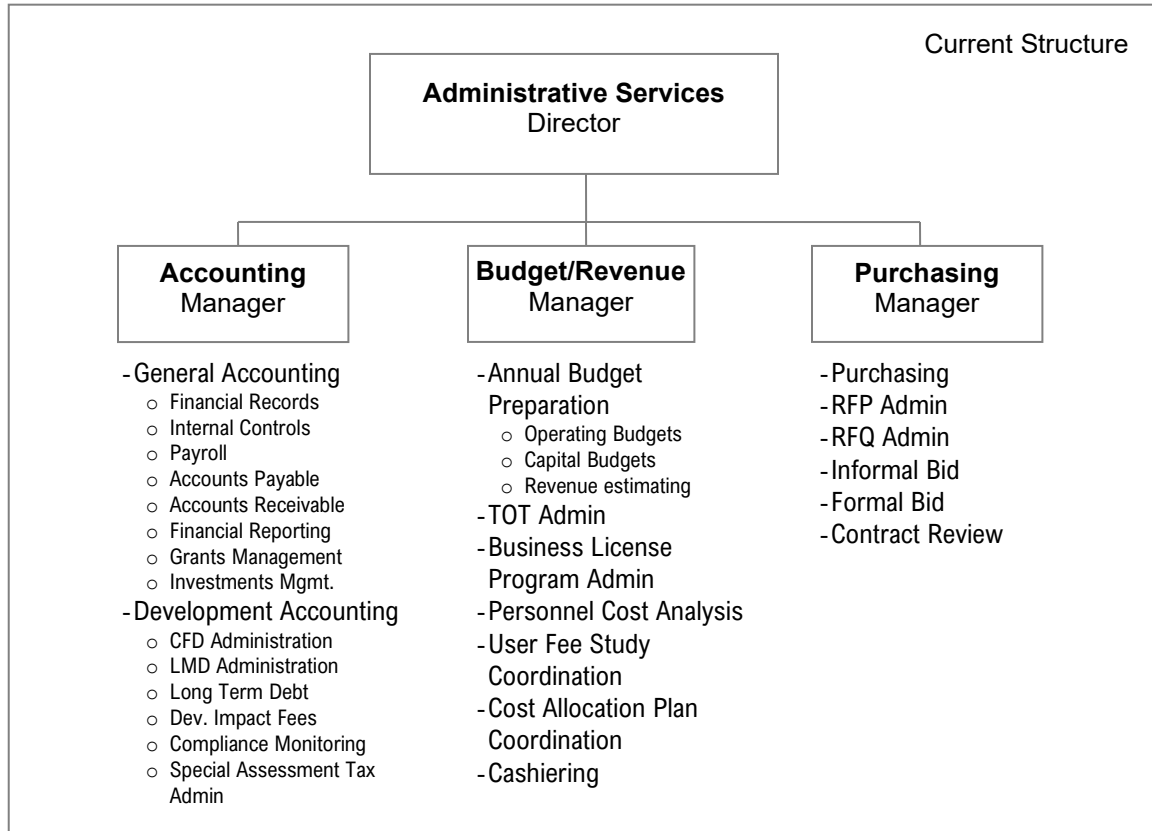 Current Structure
Administrative Services
Director
Accounting
Manager
-General Accounting
o Financial Records
o Internal Controls
o Payroll
o Accounts Payable
o Accounts Receivable
o Financial Reporting
o Grants Management
o Investments Mgmt.
-Development Accounting
o CFD Administration
o LMD Administration
o Long Term Debt
o Dev. Impact Fees
o Compliance Monitoring
o Special Assessment Tax
Admin
Budget/Revenue
Manager
-Annual Budget
Preparation
o Operating Budgets
o Capital Budgets
o Revenue estimating
-TOT Admin
-Business License
Program Admin
-Personnel Cost Analysis
-User Fee Study
Coordination
-Cost Allocation Plan
Coordination
-Cashiering
Purchasing
Manager
-Purchasing
-RFP Admin
-RFQ Admin
-Informal Bid
-Formal Bid
-Contract Review